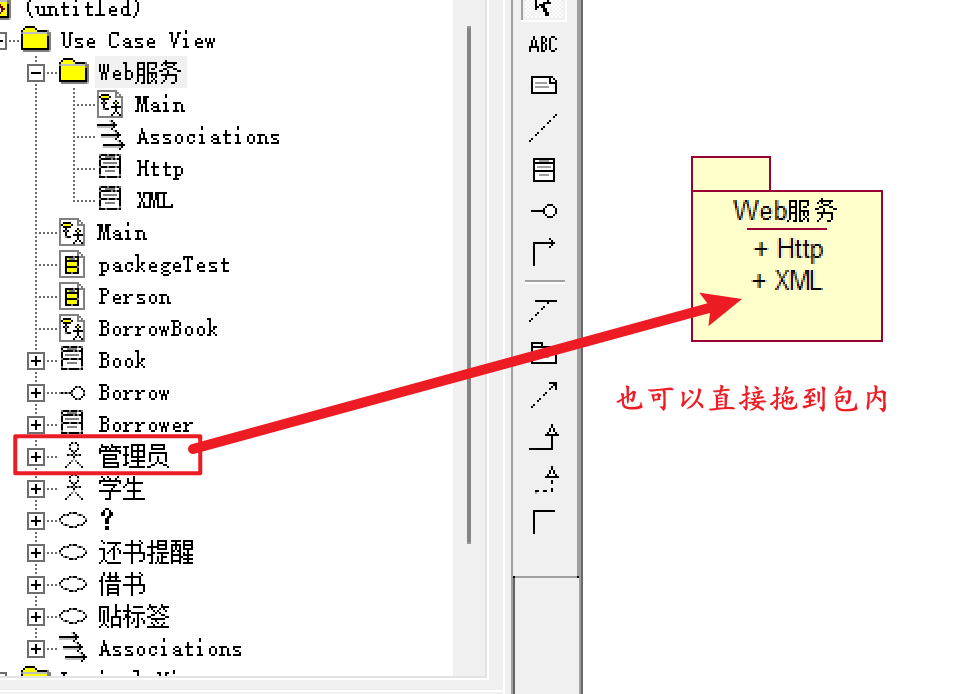 (untitled)
Use Case View
Web服务
Main
Associations
Http
XML
Main
packegeTest
Person
BorrowBook
Book
Borrow
Borrower
管理员
学生
?
还书提醒
借书
贴标签
Associations
ABC
Web服务
+ Http
+ XML
也可以直接拖到包内